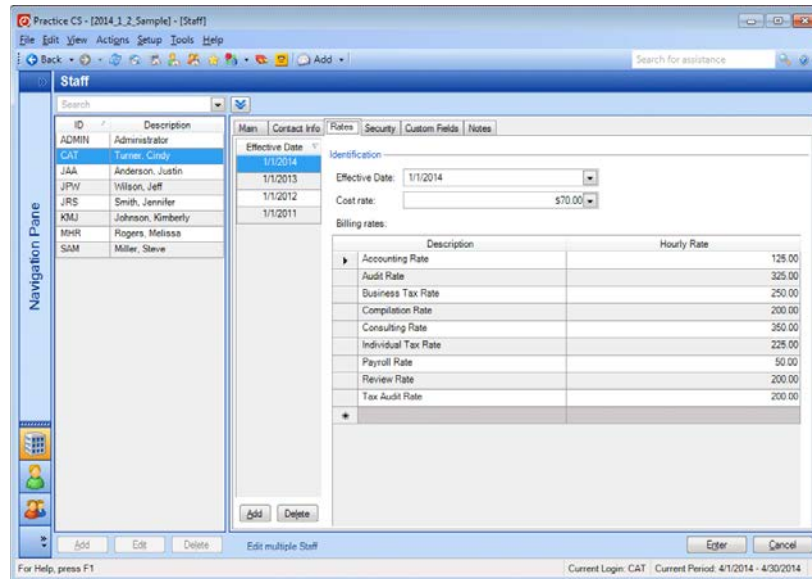 Practice CS - [2014_1_2_Sample] - [Staff]
File Edit View Actions Setup Tools Help
Back Add Search for assistance
Staff
Search
ID Description
ADMIN Administrator
CAT Turner, Cindy
JAA Anderson, Justin
JPW Wilson, Jeff
JRS Smith, Jennifer
KMJ Johnson, Kimberly
MHR Rogers, Melissa
SAM Miller, Steve
Navigation Pane
Main Contact Info Rates Security Custom Fields Notes
Effective Date
1/1/2014
1/1/2013
1/1/2012
1/1/2011
Identification
Effective Date: 1/1/2014
Cost rate: $70.00
Billing rates:
Description Hourly Rate
Accounting Rate 125.00
Audit Rate 325.00
Business Tax Rate 250.00
Compilation Rate 200.00
Consulting Rate 350.00
Individual Tax Rate 225.00
Payroll Rate 50.00
Review Rate 200.00
Tax Audit Rate 200.00
Add Delete
Add Edit Delete Edit multiple Staff Enter Cancel
For Help, press F1 Current Login: CAT Current Period: 4/1/2014 - 4/30/2014